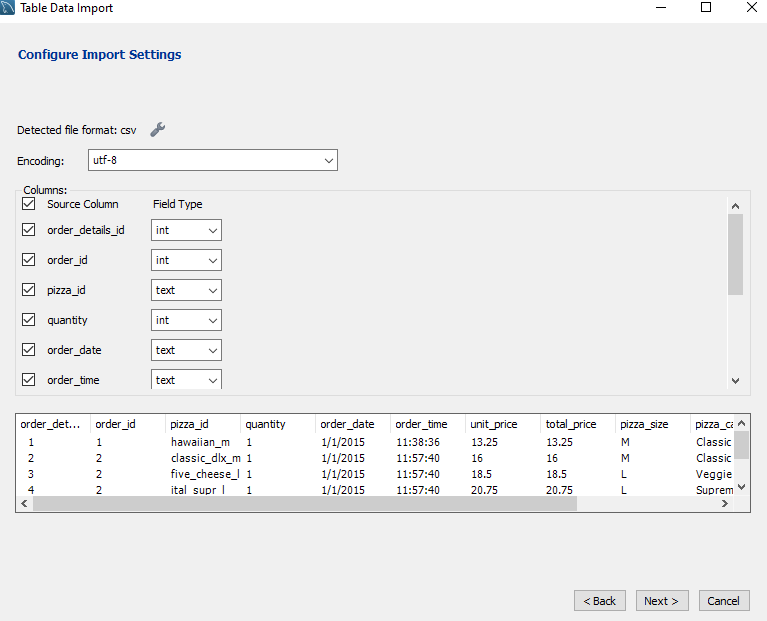 Table Data Import
Configure Import Settings
Detected file format: csv
Encoding: utf-8
Columns:
Source Column Field Type
order_details_id int
order_id int
pizza_id text
quantity int
order_date text
order_time text
order_det... order_id pizza_id quantity order_date order_time unit_price total_price pizza_size pizza_ca
1 1 hawaiian_m 1 1/1/2015 11:38:36 13.25 13.25 M Classic
2 2 classic_dlx_m 1 1/1/2015 11:57:40 16 16 M Classic
3 2 five_cheese_l 1 1/1/2015 11:57:40 18.5 18.5 L Veggie
4 2 ital_supr_l 1 1/1/2015 11:57:40 20.75 20.75 L Suprem
< Back Next > Cancel